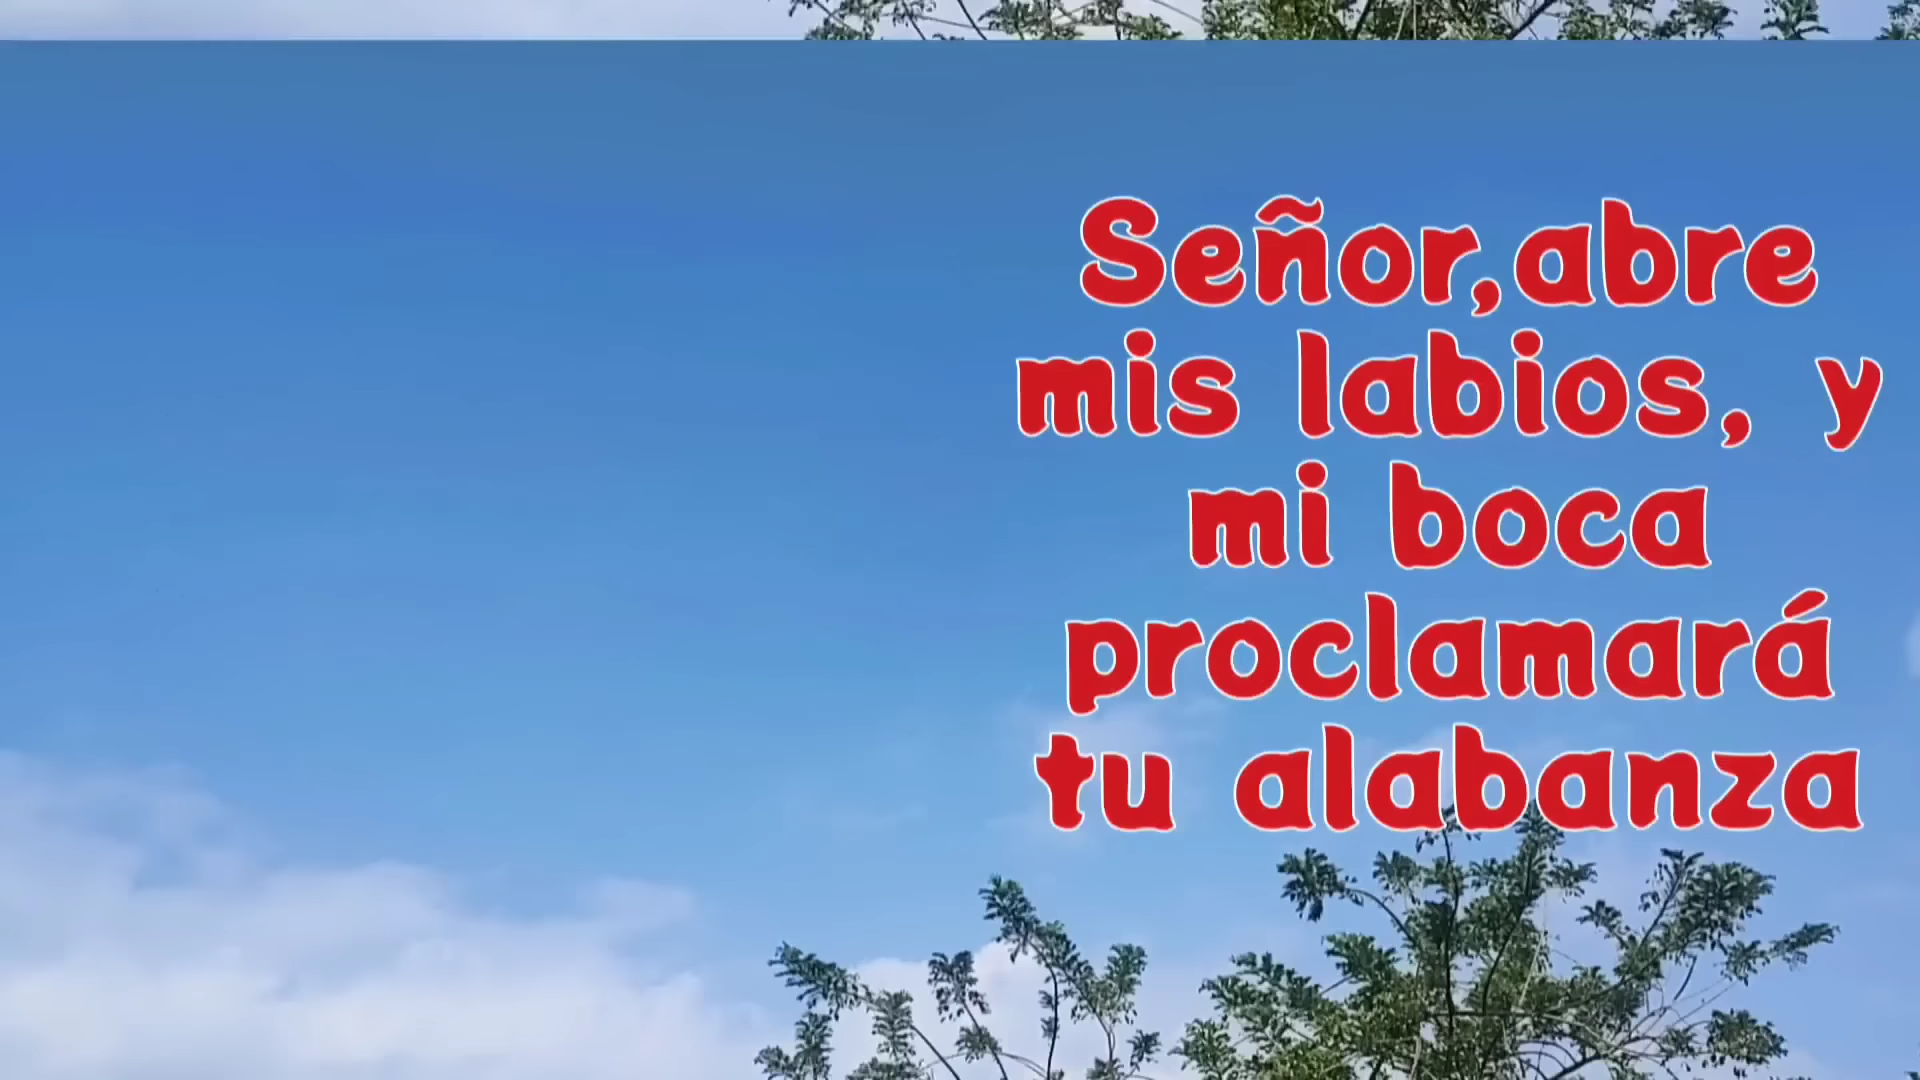 Señor,abre
mis labios, y
mi boca
proclamará
tu alabanza